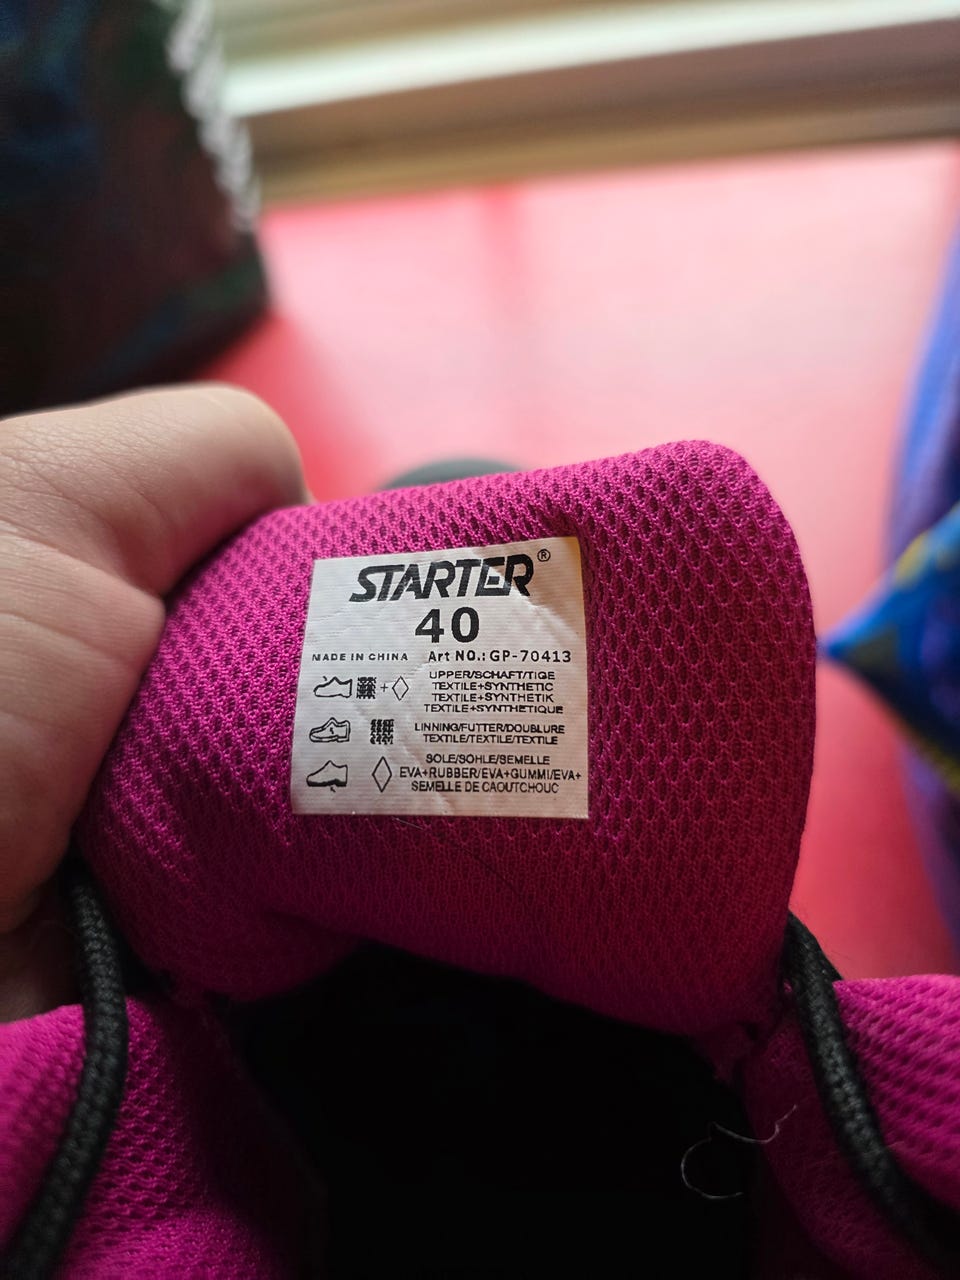 STARTER®
40
MADE IN CHINA Art NO.: GP-70413
UPPER/SCHAFT/TIGE
TEXTILE+SYNTHETIC
TEXTILE+SYNTHETIK
TEXTILE+SYNTHETIQUE
LINNING/FUTTER/DOUBLURE
TEXTILE/TEXTILE/TEXTILE
SOLE/SOHLE/SEMELLE
EVA+RUBBER/EVA+GUMMI/EVA+
SEMELLE DE CAOUTCHOUC